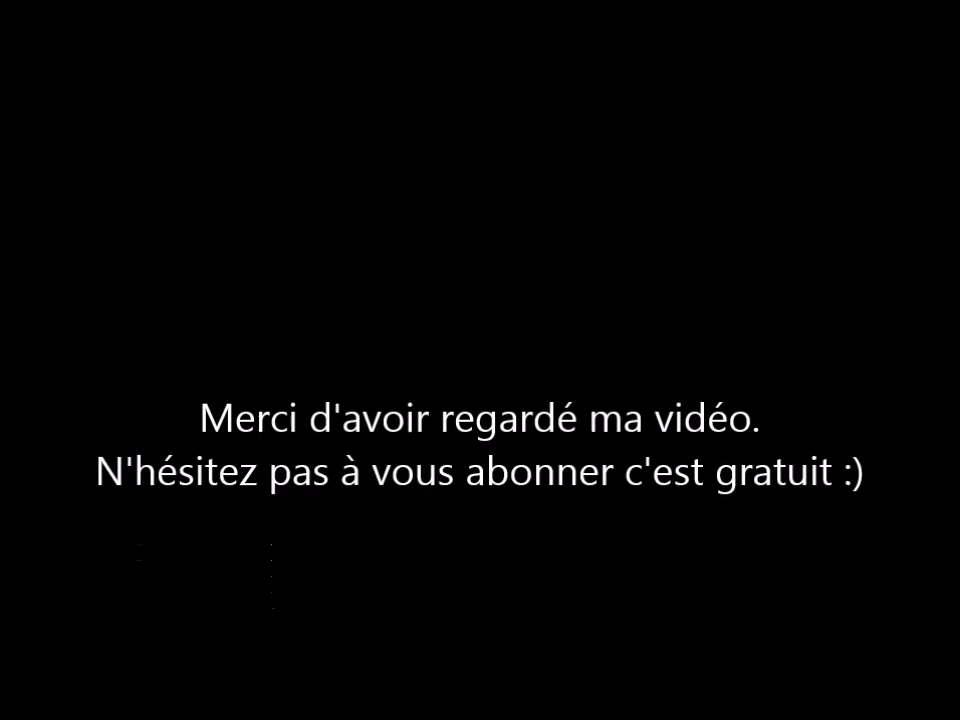 Merci d'avoir regardé ma vidéo.
N'hésitez pas à vous abonner c'est gratuit :)